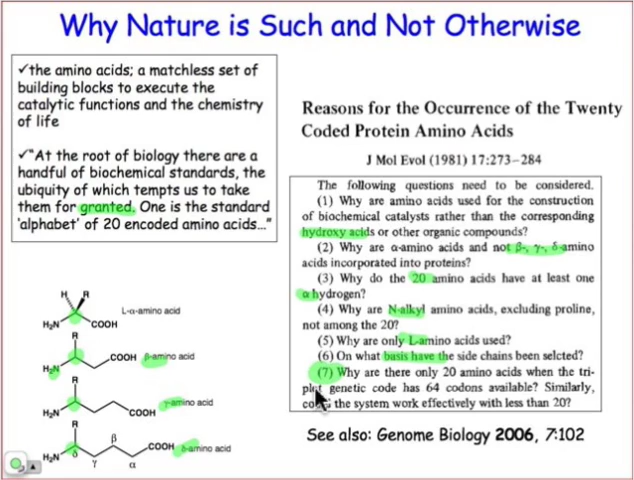 Why Nature is Such and Not Otherwise
✓the amino acids; a matchless set of
building blocks to execute the
catalytic functions and the chemistry
of life
✓"At the root of biology there are a
handful of biochemical standards, the
ubiquity of which tempts us to take
them for granted. One is the standard
'alphabet' of 20 encoded amino acids..."
Reasons for the Occurrence of the Twenty
Coded Protein Amino Acids
J Mol Evol (1981) 17:273–284
The following questions need to be considered.
(1) Why are amino acids used for the construction
of biochemical catalysts rather than the corresponding
hydroxy acids or other organic compounds?
(2) Why are α-amino acids and not β-, γ-, δ-amino
acids incorporated into proteins?
(3) Why do the 20 amino acids have at least one
α hydrogen?
(4) Why are N-alkyl amino acids, excluding proline,
not among the 20?
(5) Why are only L-amino acids used?
(6) On what basis have the side chains been selcted?
(7) Why are there only 20 amino acids when the tri-
plet genetic code has 64 codons available? Similarly,
the system work effectively with less than 20?
See also: Genome Biology 2006, 7:102
H R
L-α-amino acid
H₂N COOH
R
COOH β-amino acid
H₂N
R
γ-amino acid
H₂N COOH
R
β
COOH δ-amino acid
H₂N δ γ α